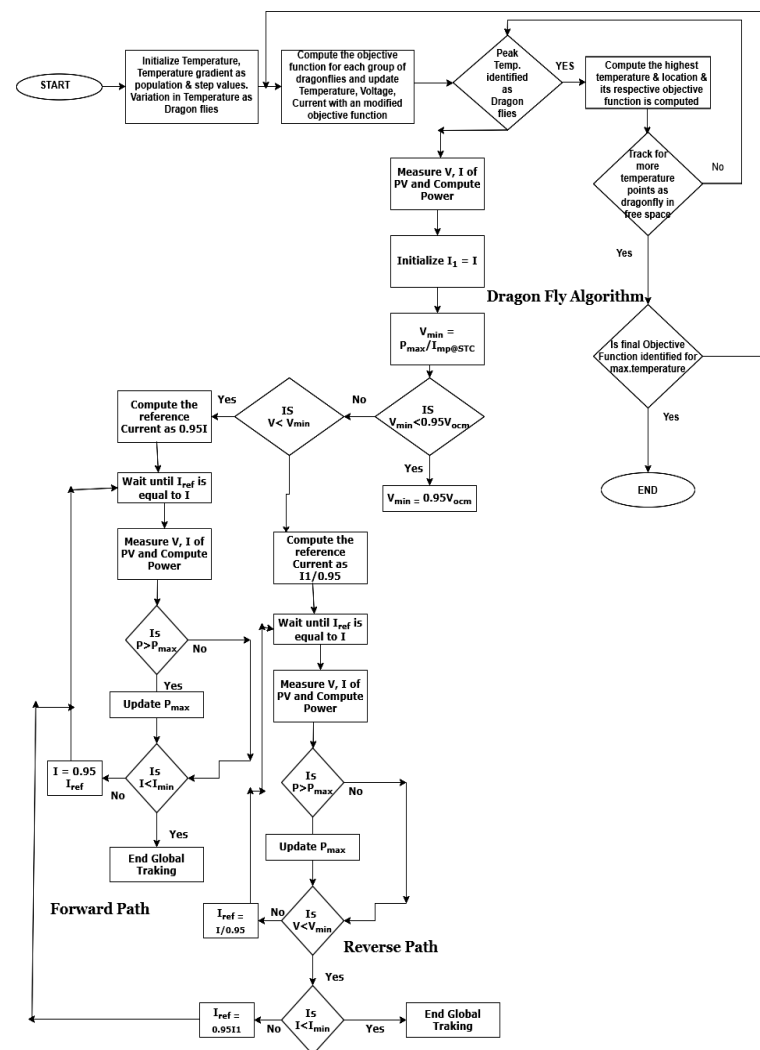 START
Initialize Temperature,
Temperature gradient as
population & step values.
Variation in Temperature as
Dragon flies
Compute the objective
function for each group of
dragonflies and update
Temperature, Voltage,
Current with an modified
objective function
Peak
Temp.
identified
as
Dragon
flies
YES
Compute the highest
temperature & location &
its respective objective
function is computed
Track for
more
temperature
points as
dragonfly in
free space
No
Yes
Is final Objective
Function identified for
max.temperature
Yes
END
Dragon Fly Algorithm
Measure V, I of
PV and Compute
Power
Initialize I1 = I
Vmin =
Pmax/Imp@STC
IS
Vmin<0.95Vocm
No
Yes
Vmin = 0.95Vocm
IS
V< Vmin
Yes
Compute the
reference
Current as 0.95I
Wait until Iref is
equal to I
Measure V, I of
PV and Compute
Power
Is
P>Pmax
No
Yes
Update Pmax
Is
I<Imin
No
I = 0.95
Iref
Yes
End Global
Traking
Forward Path
Compute the
reference
Current as
I1/0.95
Wait until Iref is
equal to I
Measure V, I of
PV and Compute
Power
Is
P>Pmax
No
Update Pmax
Is
V<Vmin
No
Iref =
I/0.95
Reverse Path
Yes
Is
I<Imin
No
Iref =
0.95I1
Yes
End Global
Traking